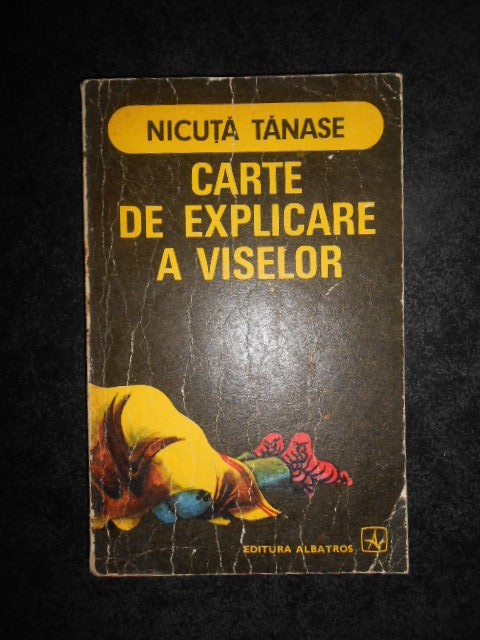 NICUȚĂ TĂNASE
CARTE
DE EXPLICARE
A VISELOR
EDITURA ALBATROS